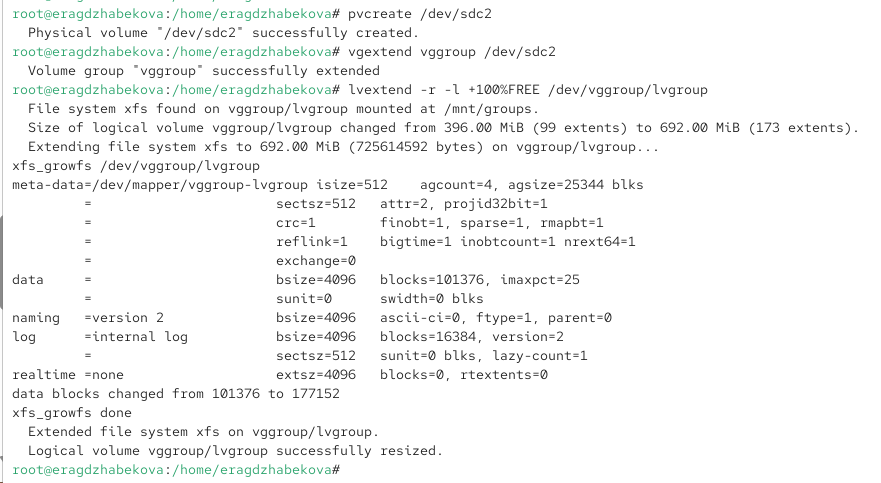 root@eragdzhabekova:/home/eragdzhabekova# pvcreate /dev/sdc2
  Physical volume "/dev/sdc2" successfully created.
root@eragdzhabekova:/home/eragdzhabekova# vgextend vggroup /dev/sdc2
  Volume group "vggroup" successfully extended
root@eragdzhabekova:/home/eragdzhabekova# lvextend -r -l +100%FREE /dev/vggroup/lvgroup
  File system xfs found on vggroup/lvgroup mounted at /mnt/groups.
  Size of logical volume vggroup/lvgroup changed from 396.00 MiB (99 extents) to 692.00 MiB (173 extents).
  Extending file system xfs to 692.00 MiB (725614592 bytes) on vggroup/lvgroup...
xfs_growfs /dev/vggroup/lvgroup
meta-data=/dev/mapper/vggroup-lvgroup isize=512    agcount=4, agsize=25344 blks
         =                       sectsz=512   attr=2, projid32bit=1
         =                       crc=1        finobt=1, sparse=1, rmapbt=1
         =                       reflink=1    bigtime=1 inobtcount=1 nrext64=1
         =                       exchange=0
data     =                       bsize=4096   blocks=101376, imaxpct=25
         =                       sunit=0      swidth=0 blks
naming   =version 2              bsize=4096   ascii-ci=0, ftype=1, parent=0
log      =internal log           bsize=4096   blocks=16384, version=2
         =                       sectsz=512   sunit=0 blks, lazy-count=1
realtime =none                   extsz=4096   blocks=0, rtextents=0
data blocks changed from 101376 to 177152
xfs_growfs done
  Extended file system xfs on vggroup/lvgroup.
  Logical volume vggroup/lvgroup successfully resized.
root@eragdzhabekova:/home/eragdzhabekova#